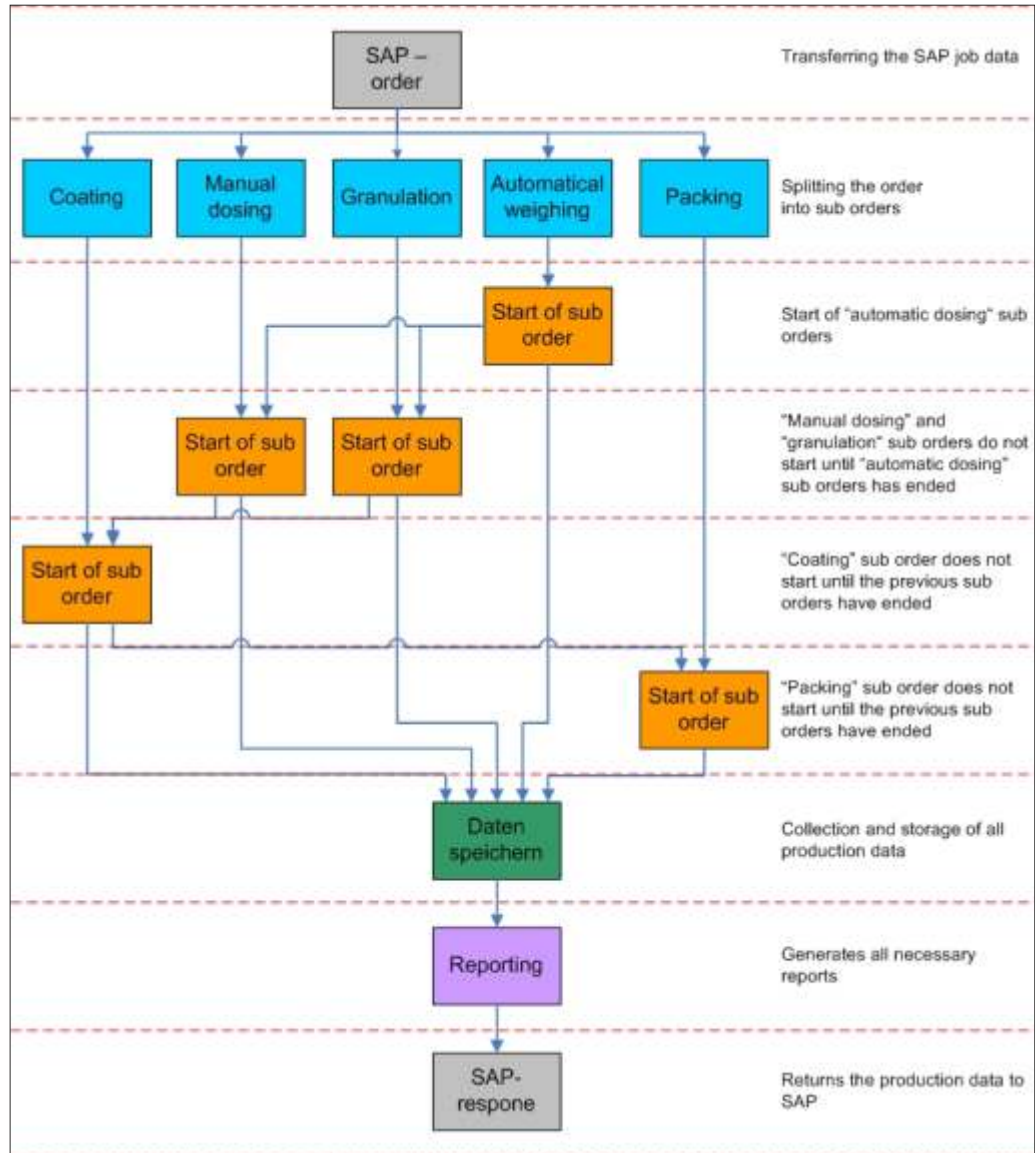 SAP –
order
Transferring the SAP job data
Coating
Manual
dosing
Granulation
Automatical
weighing
Packing
Splitting the order
into sub orders
Start of sub
order
Start of "automatic dosing" sub
orders
Start of sub
order
Start of sub
order
"Manual dosing" and
"granulation" sub orders do not
start until "automatic dosing"
sub orders has ended
Start of sub
order
"Coating" sub order does not
start until the previous sub
orders have ended
Start of sub
order
"Packing" sub order does not
start until the previous sub
orders have ended
Daten
speichern
Collection and storage of all
production data
Reporting
Generates all necessary
reports
SAP-
respone
Returns the production data to
SAP